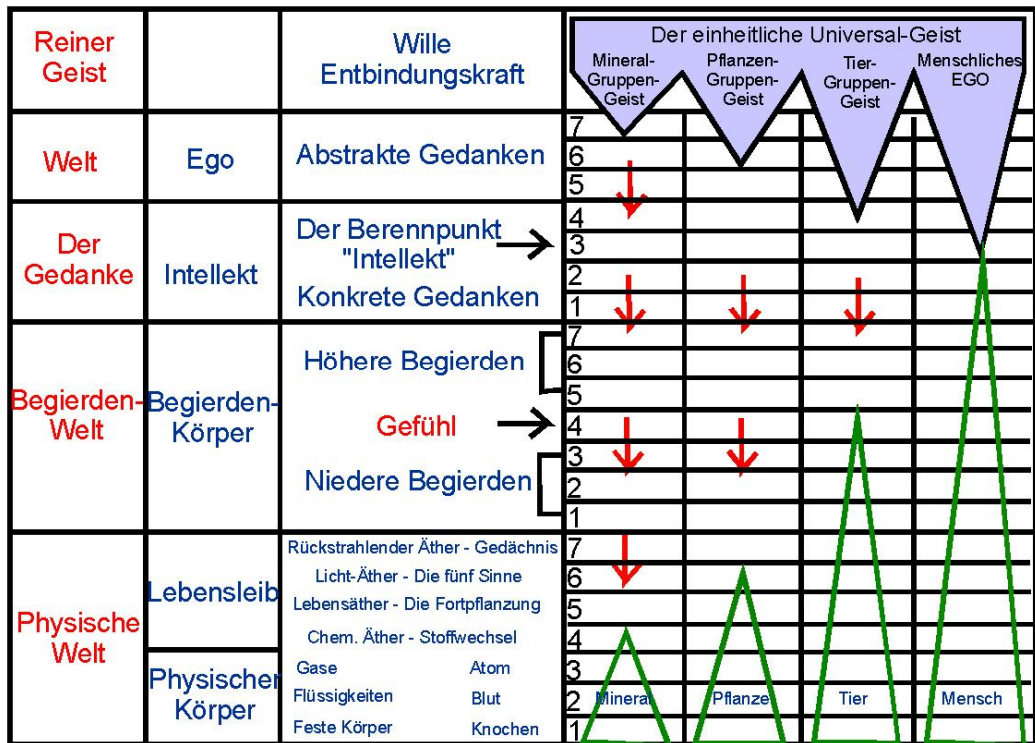 Reiner
Geist
Wille
Entbindungskraft
Der einheitliche Universal-Geist
Mineral-
Gruppen-
Geist
Pflanzen-
Gruppen-
Geist
Tier-
Gruppen-
Geist
Menschliches
EGO
Welt
Ego
Abstrakte Gedanken
7
6
5
Der
Gedanke
Intellekt
Der Berennpunkt
"Intellekt"
Konkrete Gedanken
4
3
2
1
Begierden-
Welt
Begierden-
Körper
Höhere Begierden
Gefühl
Niedere Begierden
7
6
5
4
3
2
1
Physische
Welt
Lebensleib
Rückstrahlender Äther - Gedächnis
Licht-Äther - Die fünf Sinne
Lebensäther - Die Fortpflanzung
Chem. Äther - Stoffwechsel
7
6
5
4
Physischer
Körper
Gase Atom
Flüssigkeiten Blut
Feste Körper Knochen
3
2
1
Mineral
Pflanze
Tier
Mensch